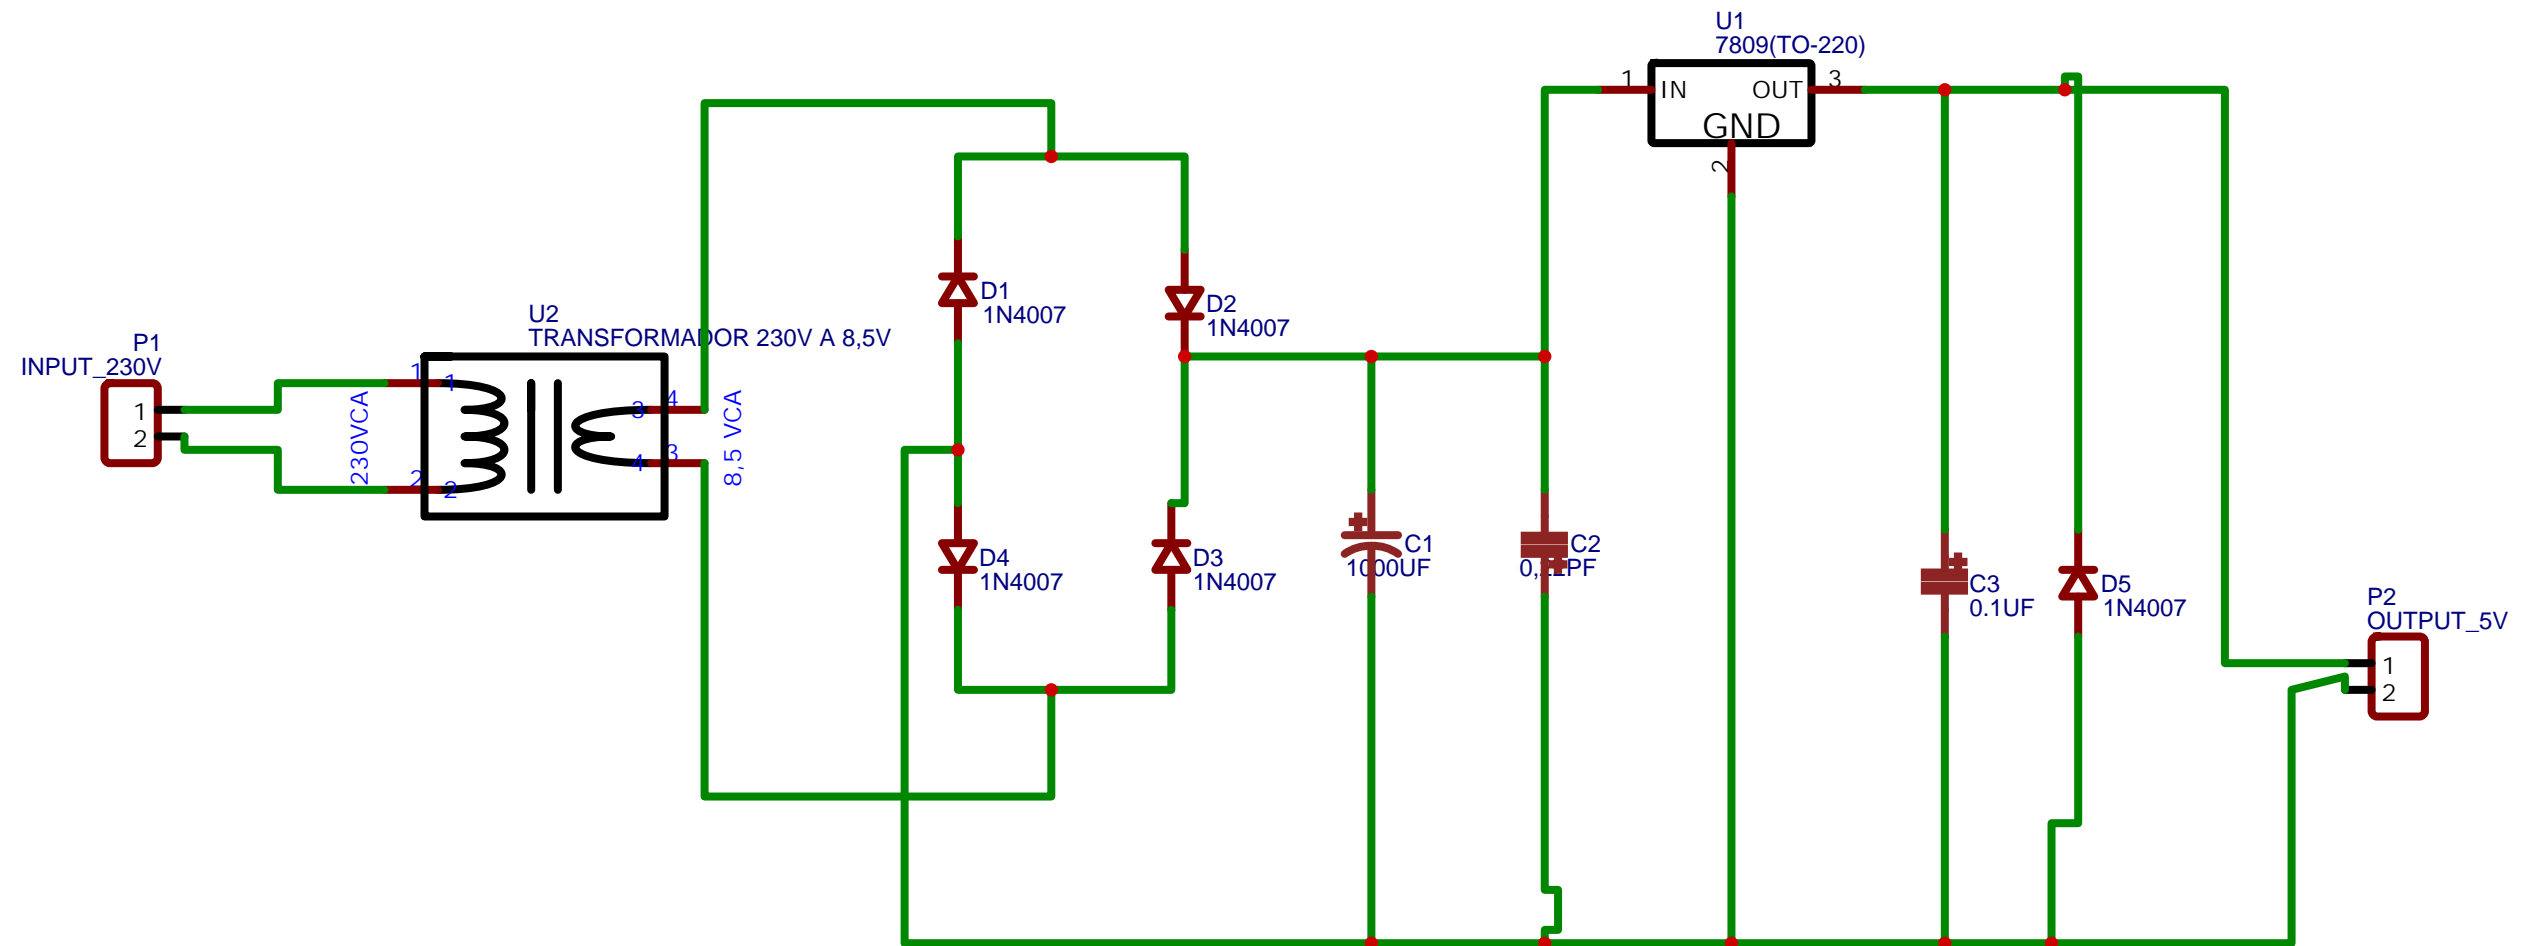 U1
7809(TO-220)
1
IN
OUT
3
GND
2
D1
1N4007
D2
1N4007
U2
TRANSFORMADOR 230V A 8,5V
P1
INPUT_230V
1
2
230VCA
1
1
2
2
3
4
4
3
8,5 VCA
D4
1N4007
D3
1N4007
C1
1000UF
C2
C3
0.1UF
D5
1N4007
P2
OUTPUT_5V
1
2